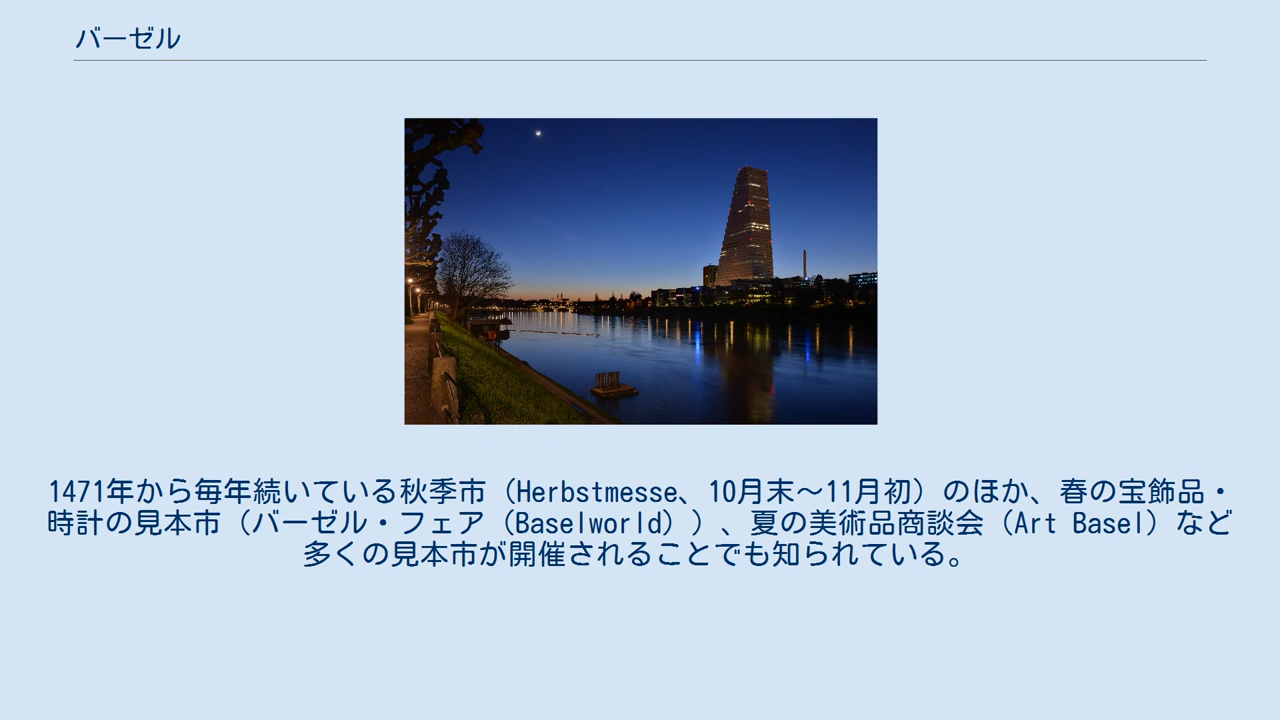 バーゼル
1471年から毎年続いている秋季市（Herbstmesse、10月末～11月初）のほか、春の宝飾品・
時計の見本市（バーゼル・フェア（Baselworld））、夏の美術品商談会（Art Basel）など
多くの見本市が開催されることでも知られている。